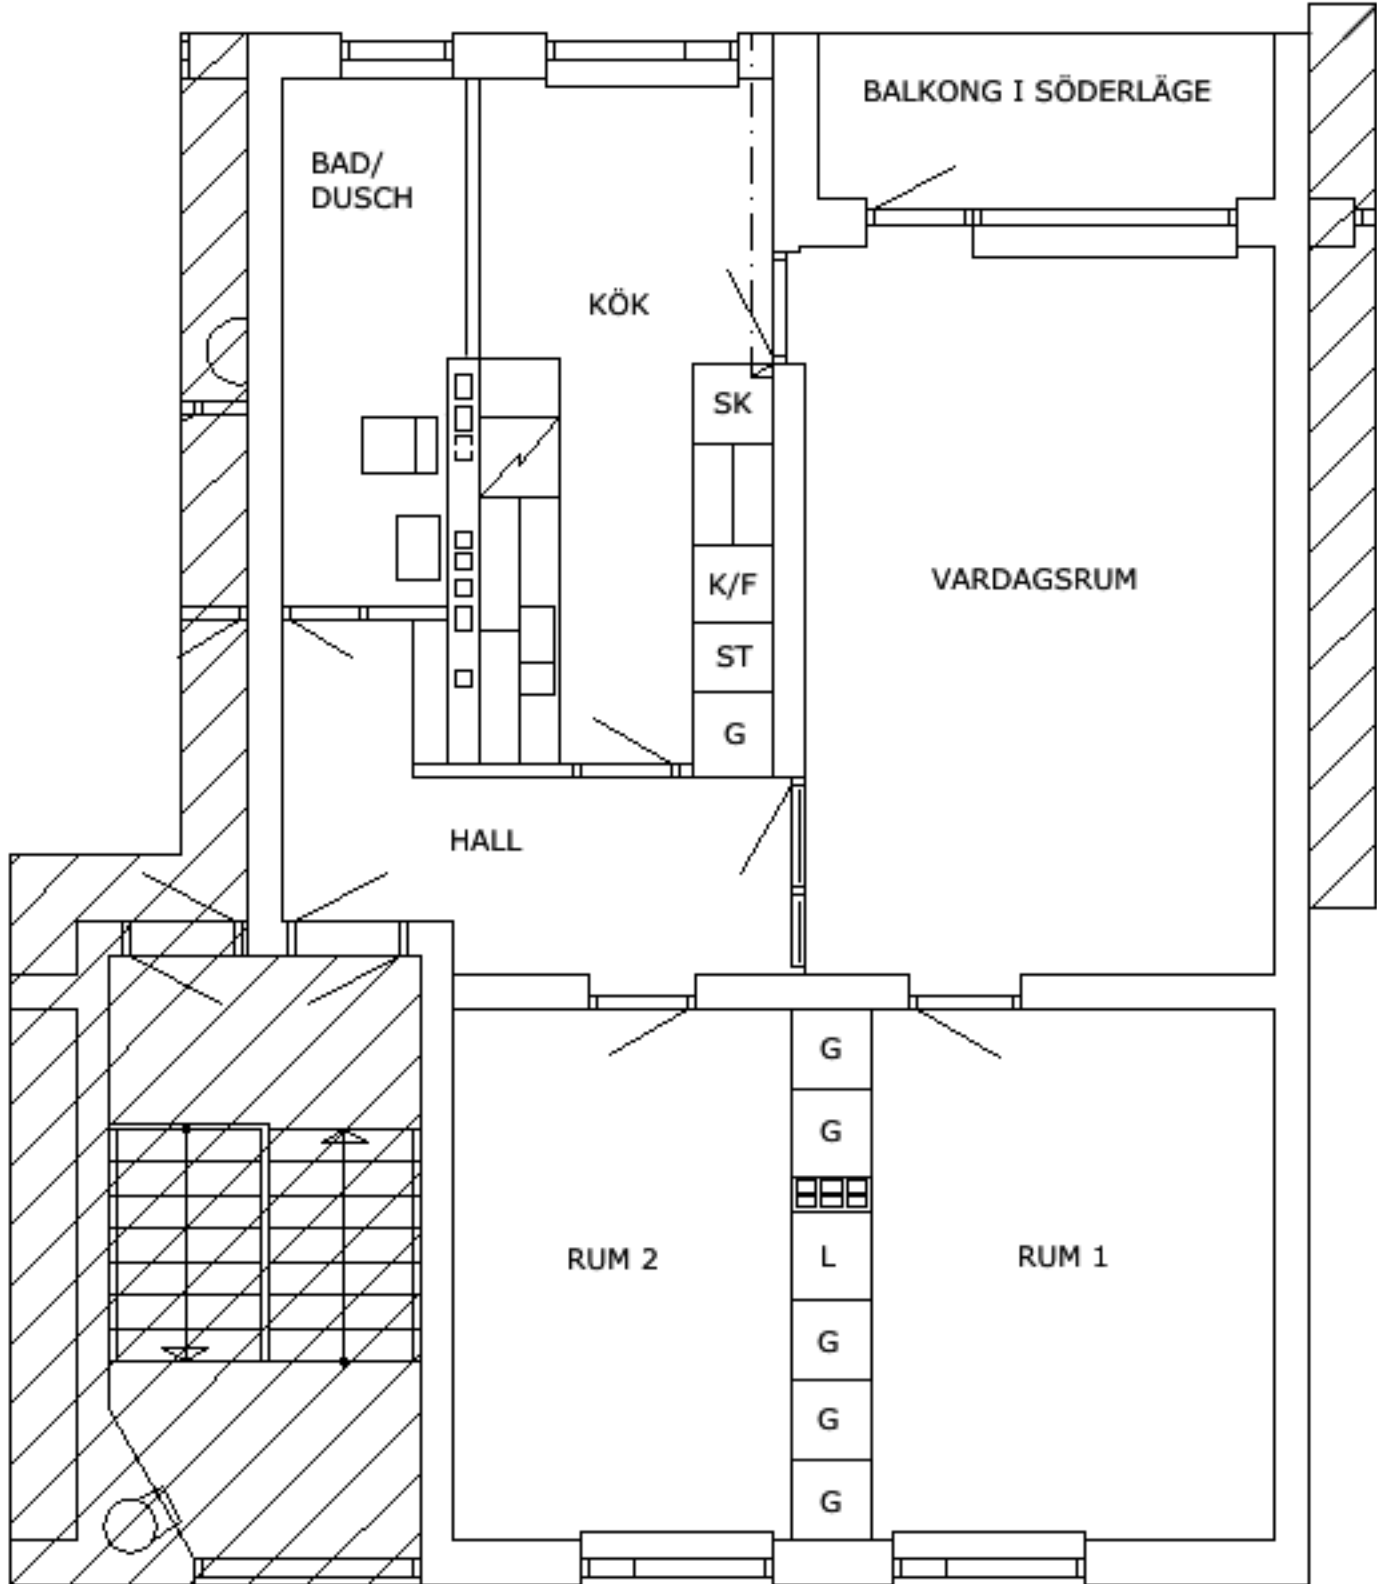 BALKONG I SÖDERLÄGE
BAD/
DUSCH
KÖK
SK
K/F
VARDAGSRUM
ST
G
HALL
G
G
L
RUM 2
RUM 1
G
G
G